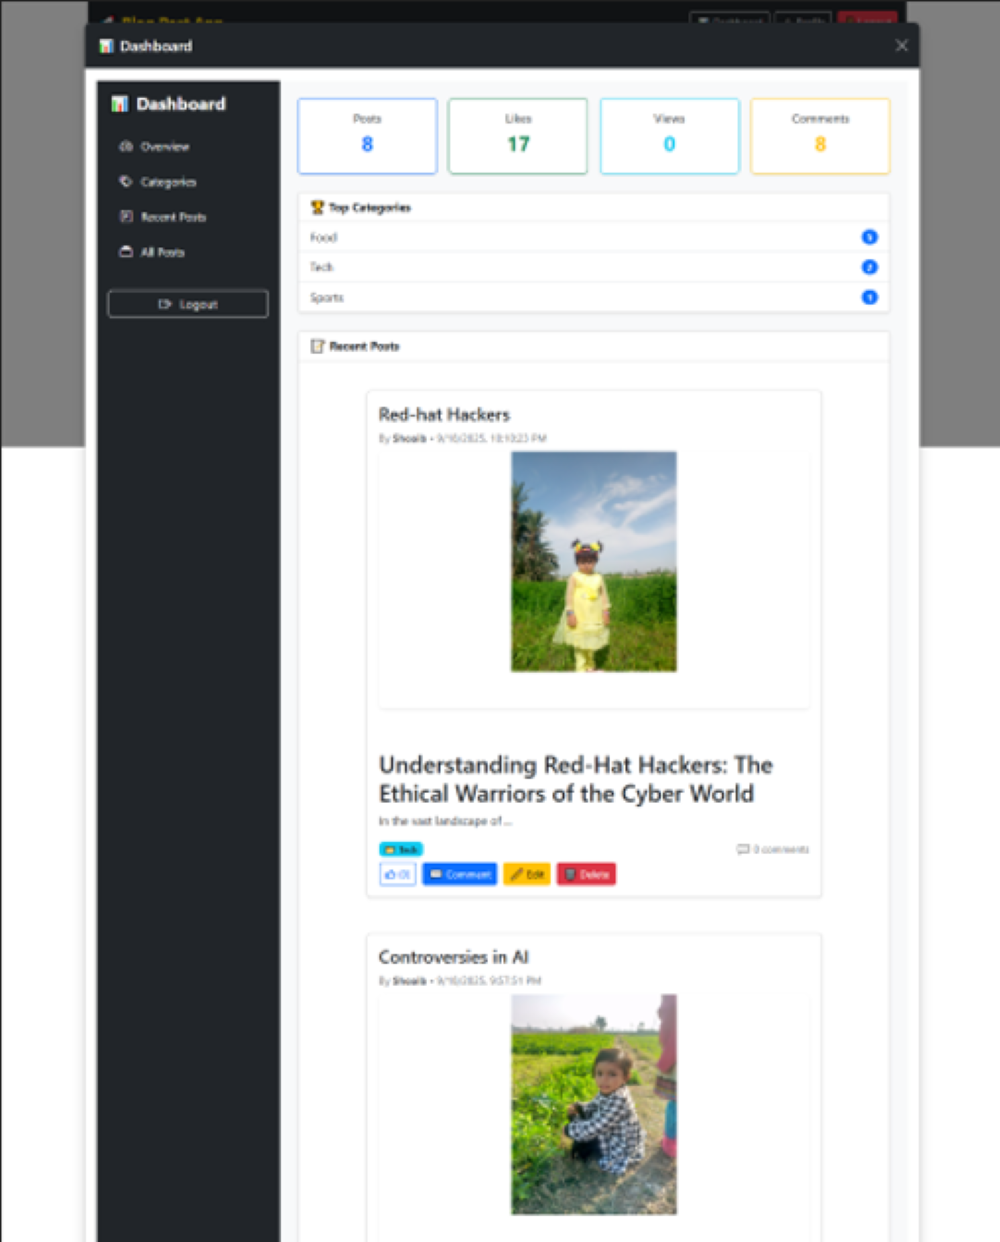 Blog Post App
Dashboard Profile Logout
Dashboard
Dashboard
Overview
Categories
Recent Posts
All Posts
Logout
Posts
8
Likes
17
Views
0
Comments
8
Top Categories
Food 5
Tech 2
Sports 1
Recent Posts
Red-hat Hackers
By Shoaib • 9/10/2025, 10:10:23 PM
Understanding Red-Hat Hackers: The
Ethical Warriors of the Cyber World
In the vast landscape of...
Tech
0 comments
(0) Comment Edit Delete
Controversies in AI
By Shoaib • 9/10/2025, 9:57:51 PM